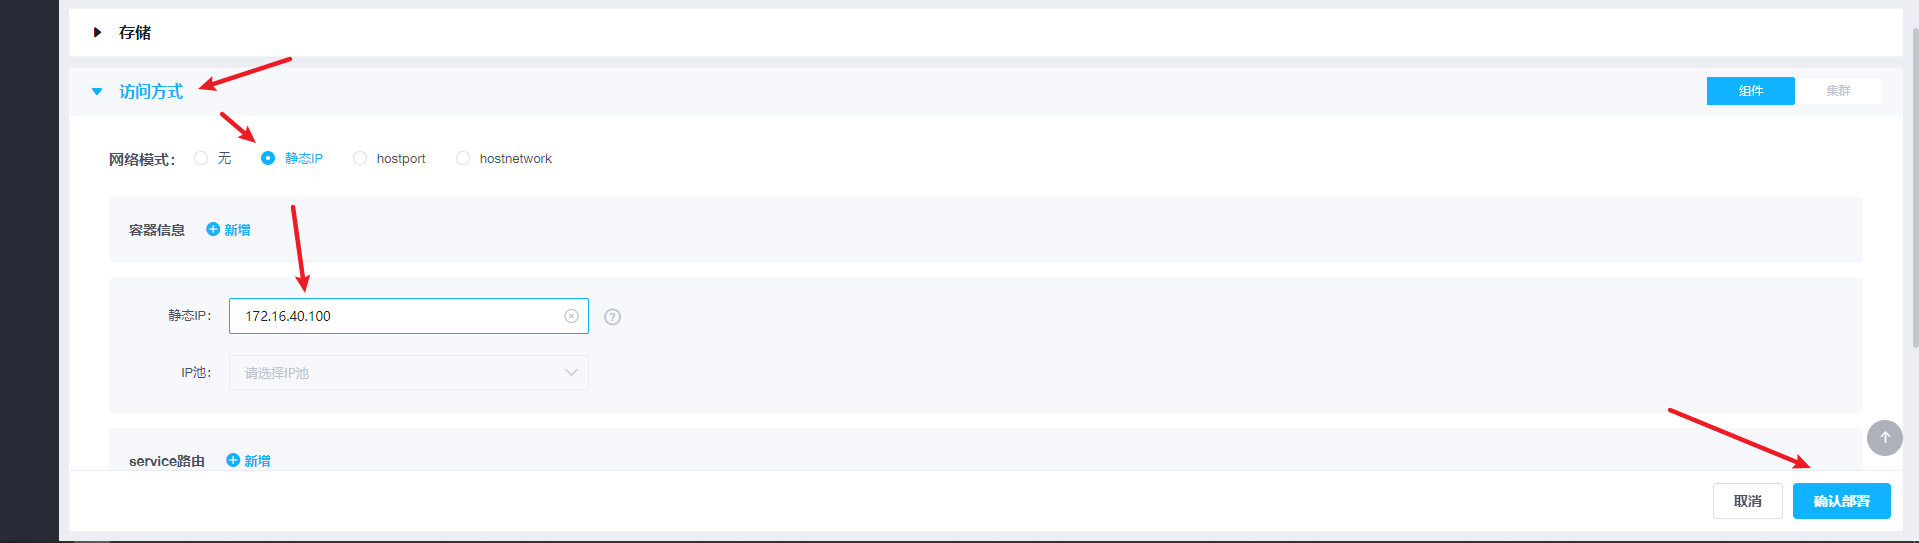 存储
访问方式
组件 集群
网络模式： 无 静态IP hostport hostnetwork
容器信息 新增
静态IP： 172.16.40.100
IP池： 请选择IP池
service路由 新增
取消 确认部署